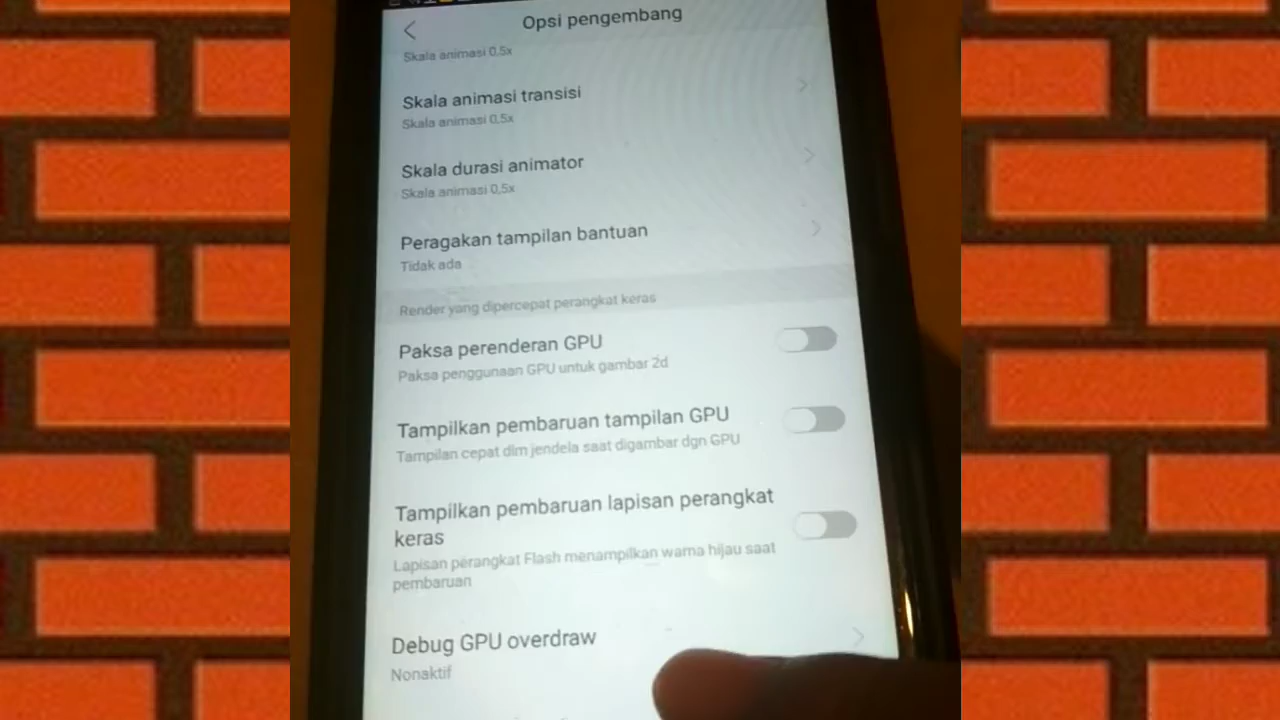 Opsi pengembang
Skala animasi 0,5x
Skala animasi transisi
Skala animasi 0,5x
Skala durasi animator
Skala animasi 0,5x
Peragakan tampilan bantuan
Tidak ada
Render yang dipercepat perangkat keras
Paksa perenderan GPU
Paksa penggunaan GPU untuk gambar 2d
Tampilkan pembaruan tampilan GPU
Tampilan cepat dlm jendela saat digambar dgn GPU
Tampilkan pembaruan lapisan perangkat
keras
Lapisan perangkat Flash menampilkan warna hijau saat
pembaruan
Debug GPU overdraw
Nonaktif